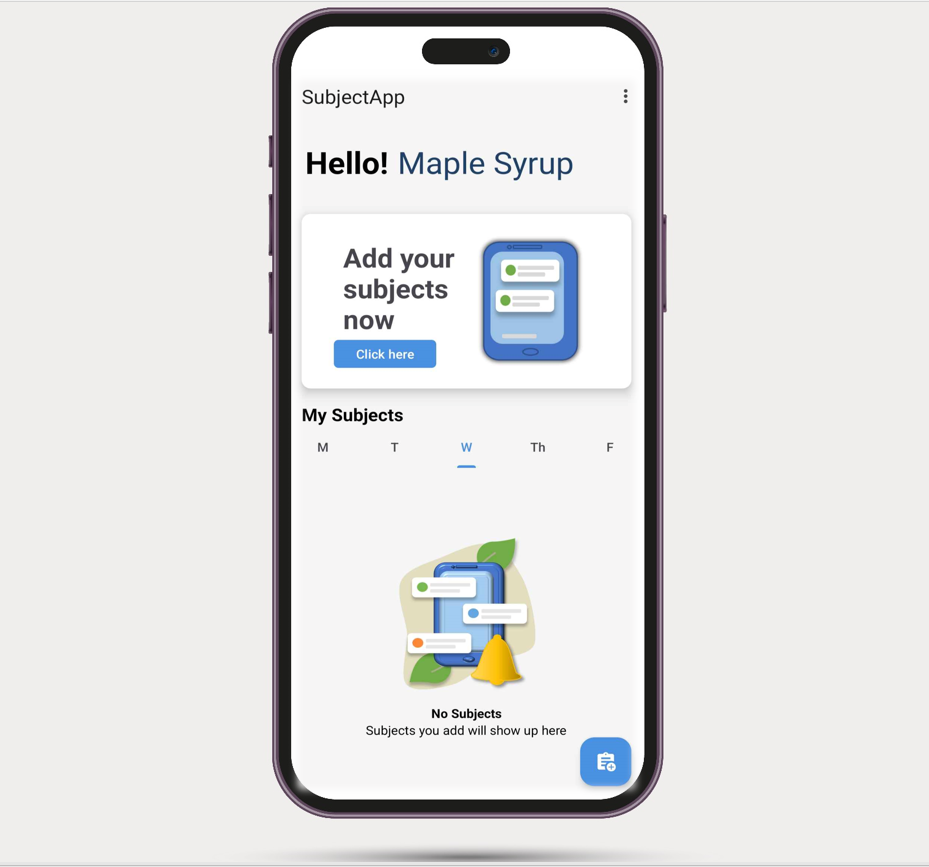 SubjectApp
Hello! Maple Syrup
Add your
subjects
now
Click here
My Subjects
M T W Th F
No Subjects
Subjects you add will show up here